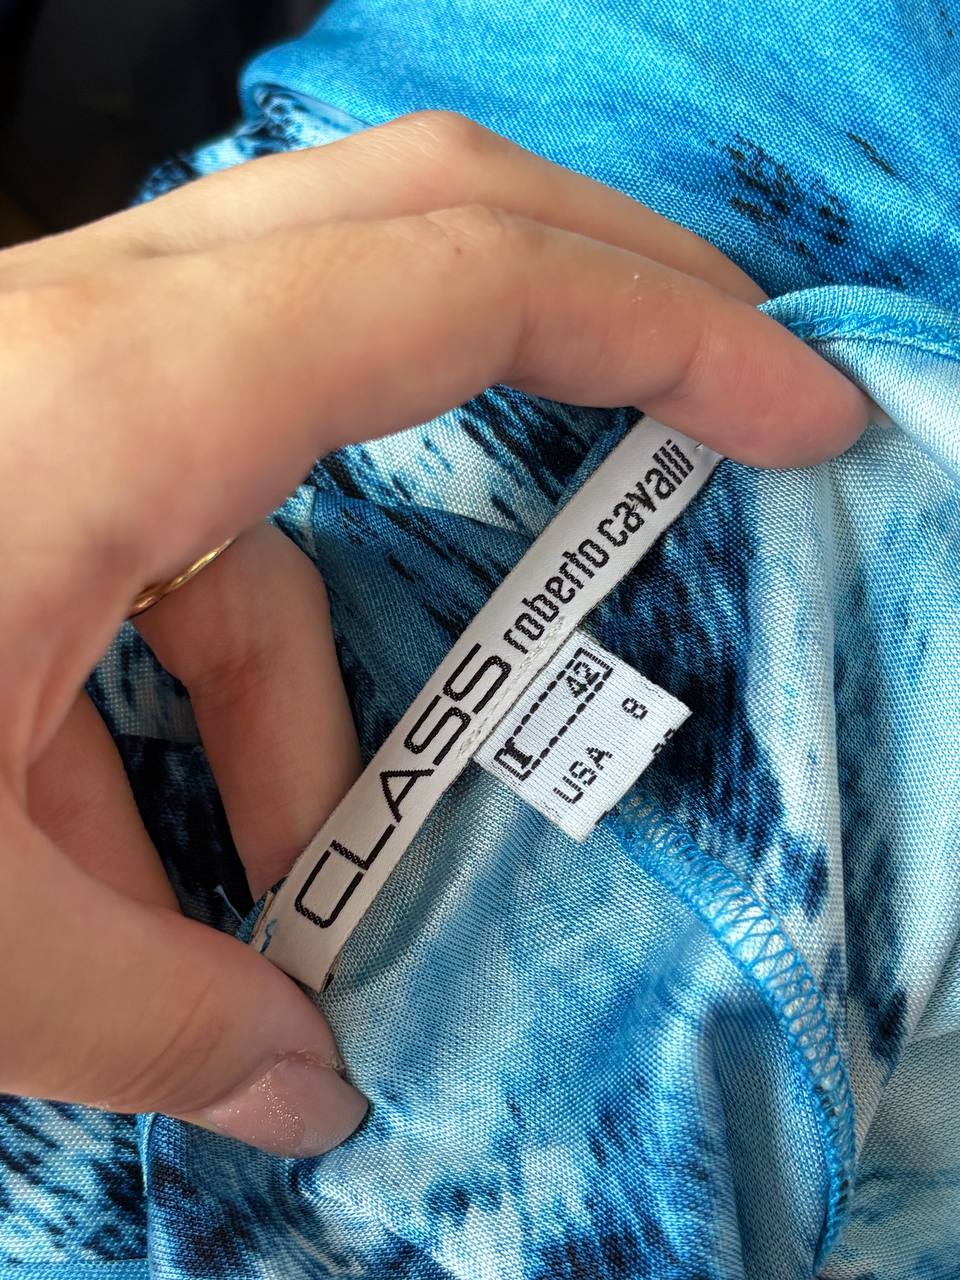 CLASS roberto cavalli
I 42
USA 8